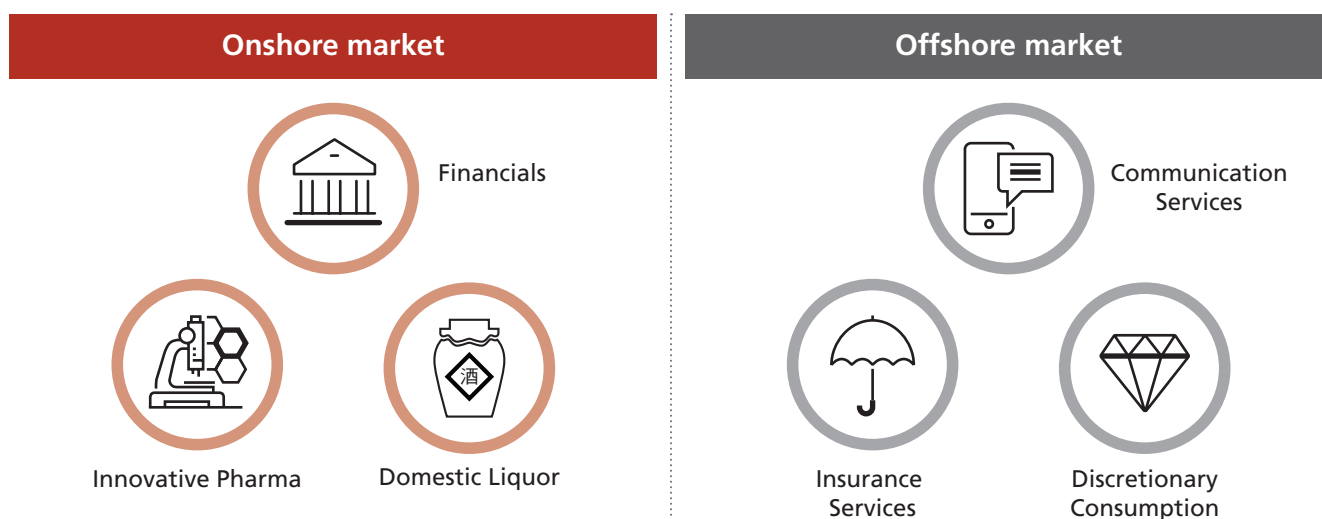 Onshore market
Financials
酒
Innovative Pharma
Domestic Liquor
Offshore market
Communication
Services
Insurance
Services
Discretionary
Consumption